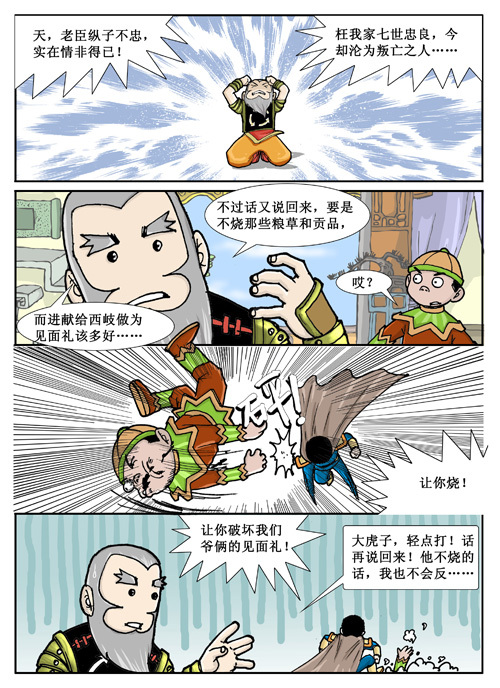 天，老臣纵子不忠，
实在情非得已！
枉我家七世忠良，今
却沦为叛亡之人……
不过话又说回来，要是
不烧那些粮草和贡品，
哎？
而进献给西岐做为
见面礼该多好……
砰！
让你烧！
让你破坏我们
爷俩的见面礼！
大虎子，轻点打！话
再说回来！他不烧的
话，我也不会反……